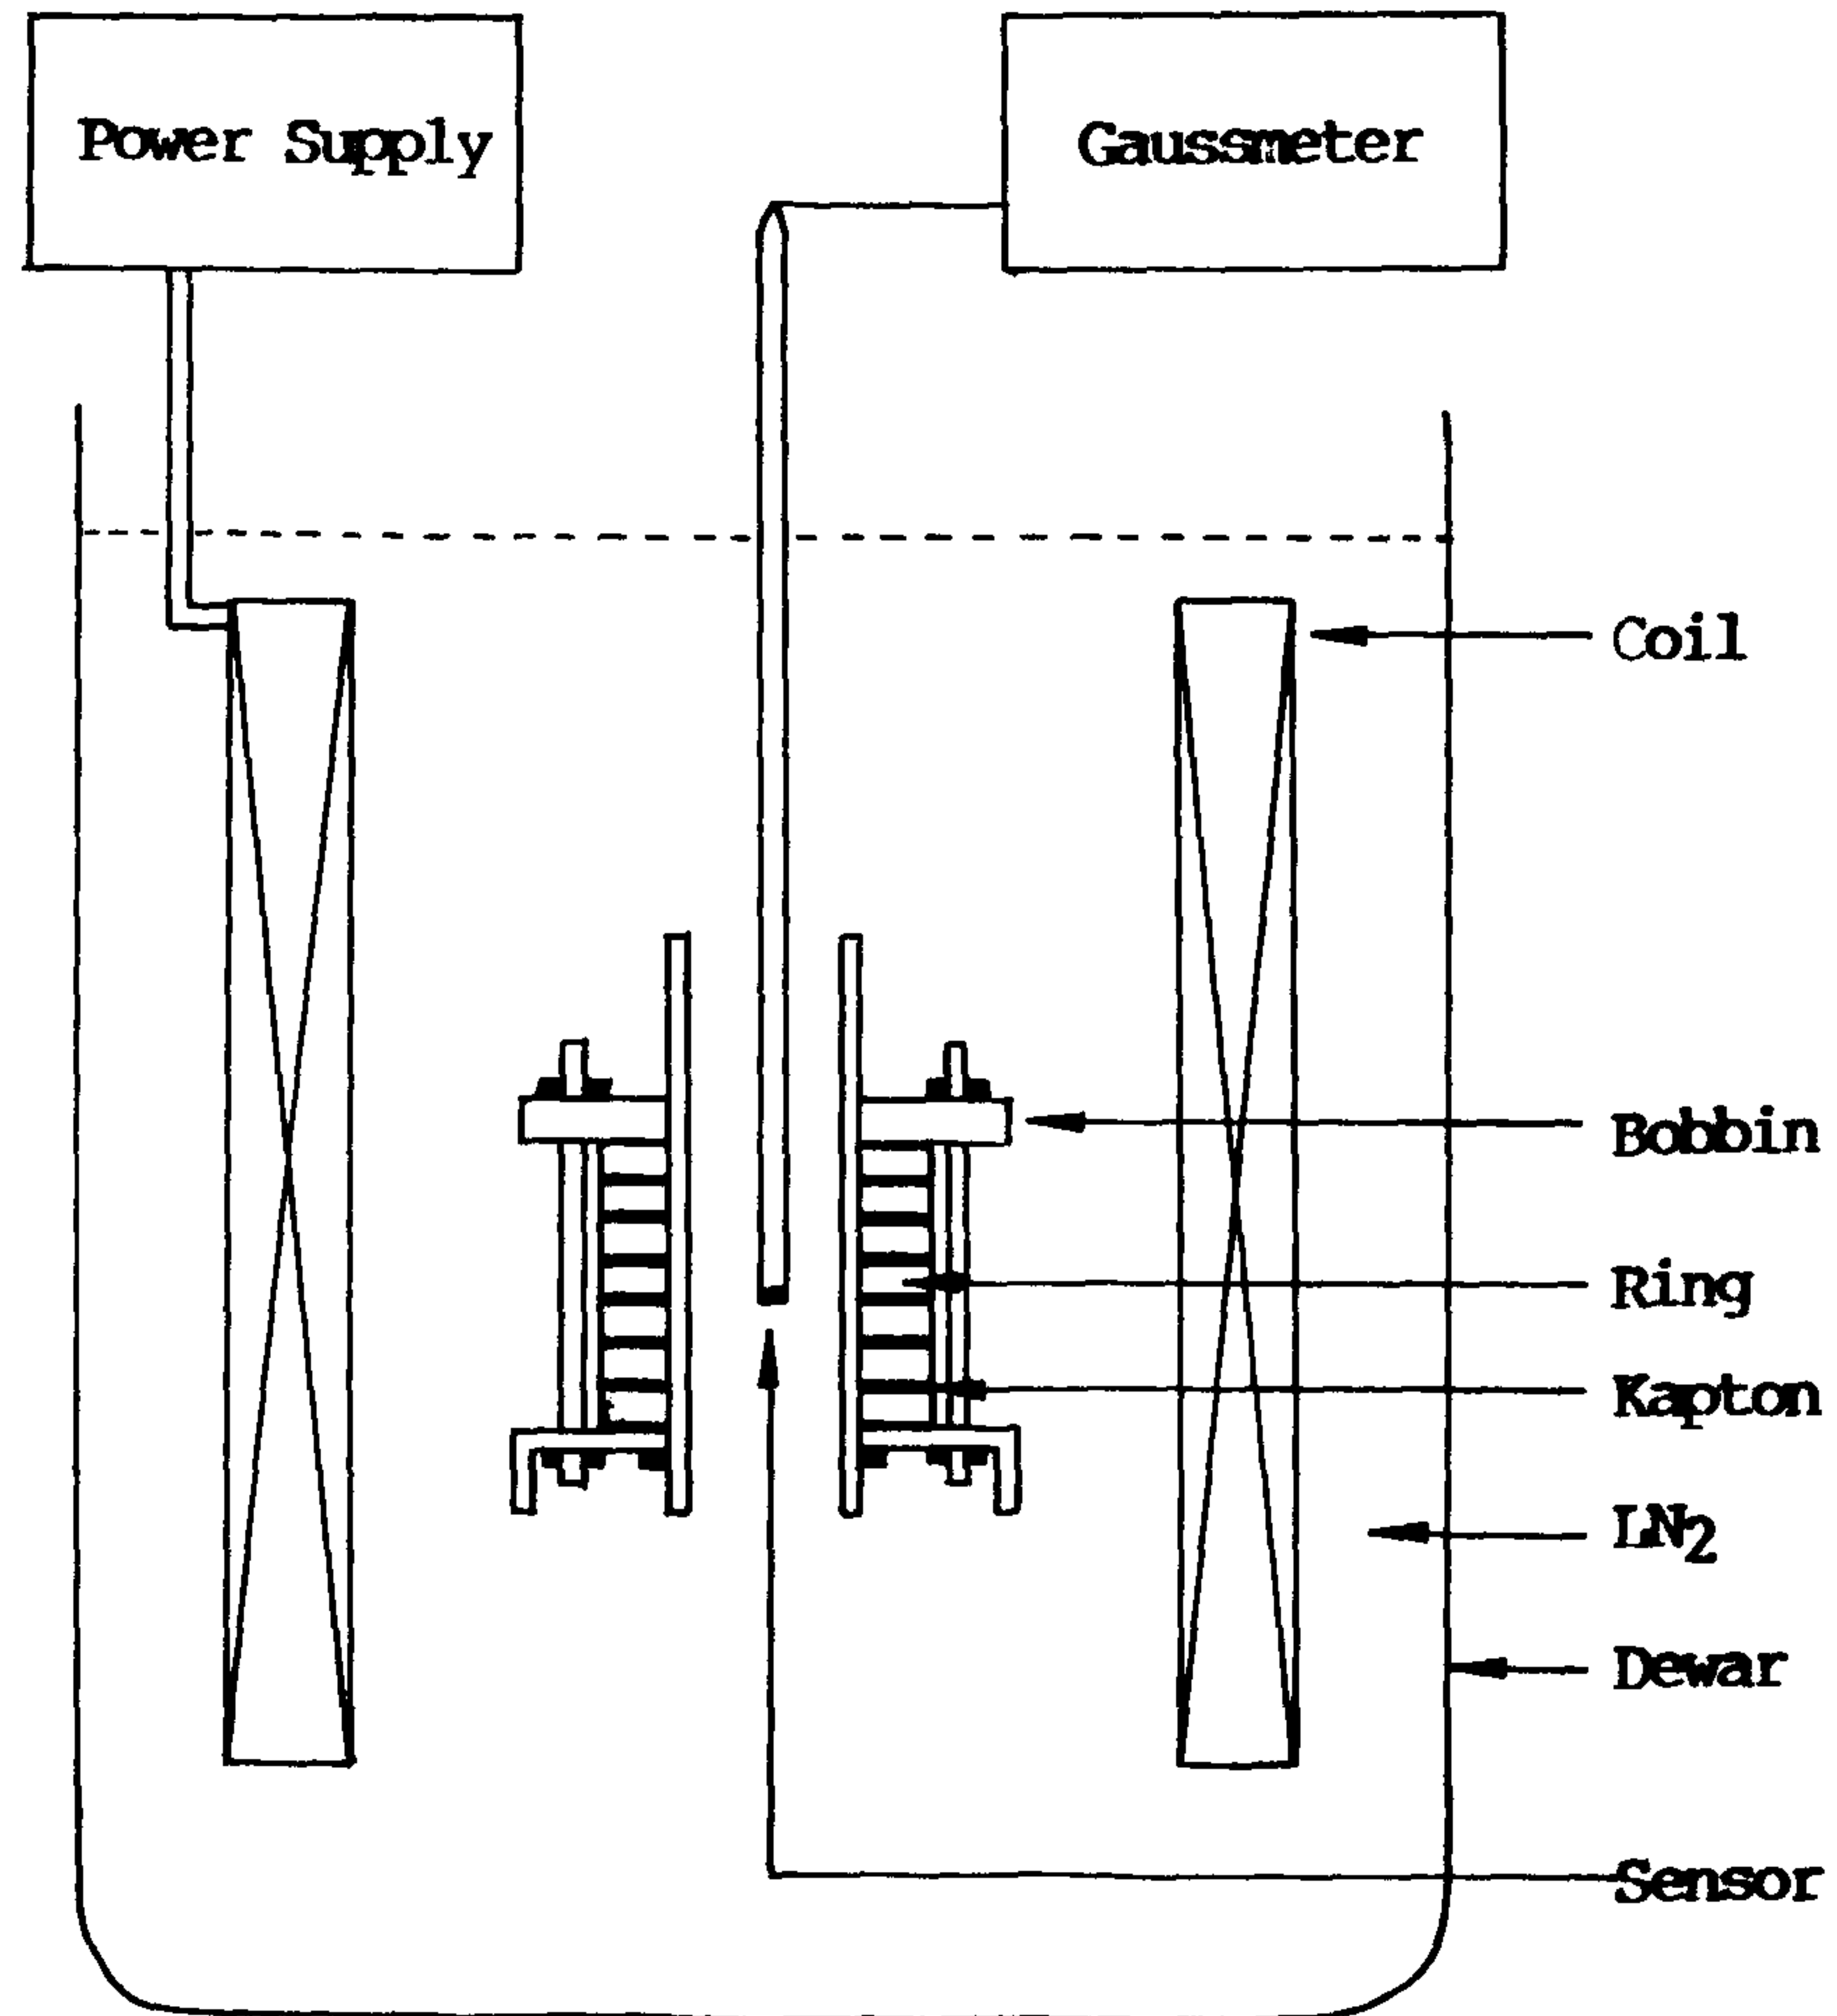 Power Supply
Gaussmeter
Coil
Bobbin
Ring
Kapton
LN2
Dewar
Sensor